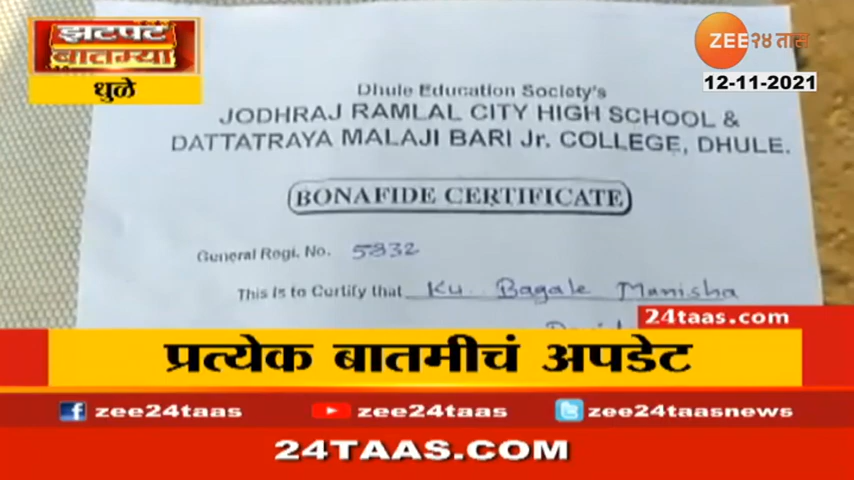 झटपट
बातम्या
धुळे
ZEE २४ तास
12-11-2021
Dhule Education Society's
JODHRAJ RAMLAL CITY HIGH SCHOOL &
DATTATRAYA MALAJI BARI Jr. COLLEGE, DHULE.
BONAFIDE CERTIFICATE
General Regi. No. 5832
This is to Certify that Ku. Bagale Manisha
24taas.com
प्रत्येक बातमीचं अपडेट
zee24taas
zee24taas
zee24taasnews
24TAAS.COM